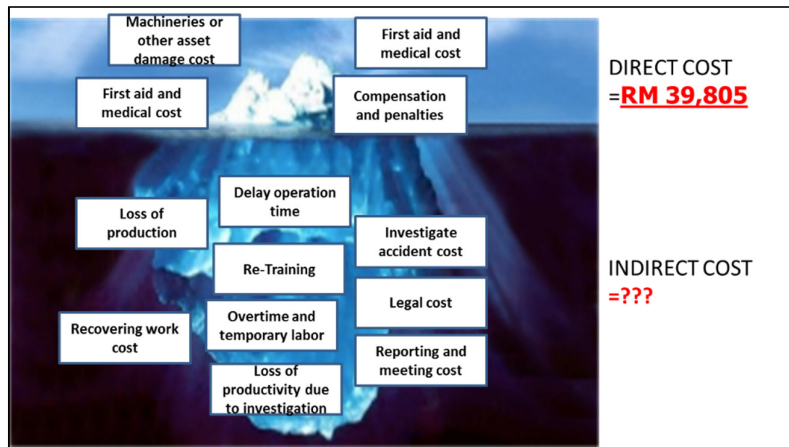 Machineries or
other asset
damage cost
First aid and
medical cost
First aid and
medical cost
Compensation
and penalties
DIRECT COST
=RM 39,805
Delay operation
time
Loss of
production
Investigate
accident cost
Re-Training
Legal cost
Overtime and
temporary labor
Recovering work
cost
Reporting and
meeting cost
Loss of
productivity due
to investigation
INDIRECT COST
=???